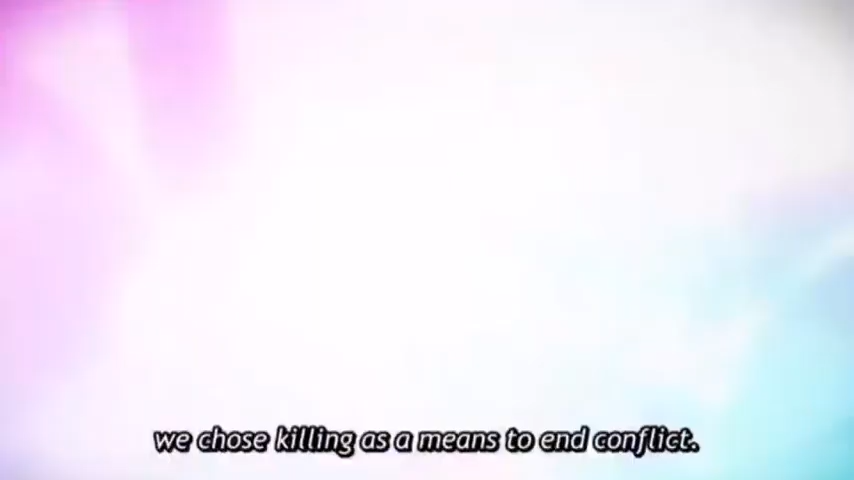 we chose killing as a means to end conflict.